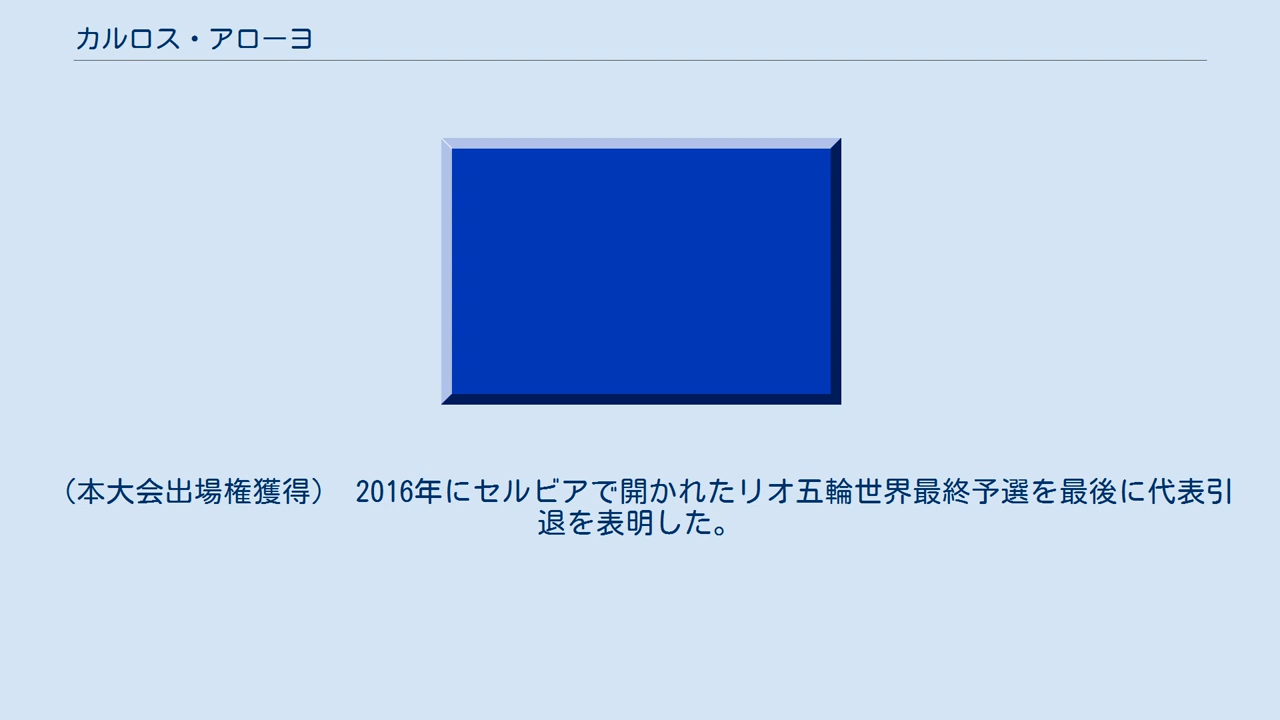 カルロス・アローヨ
（本大会出場権獲得）　2016年にセルビアで開かれたリオ五輪世界最終予選を最後に代表引
退を表明した。